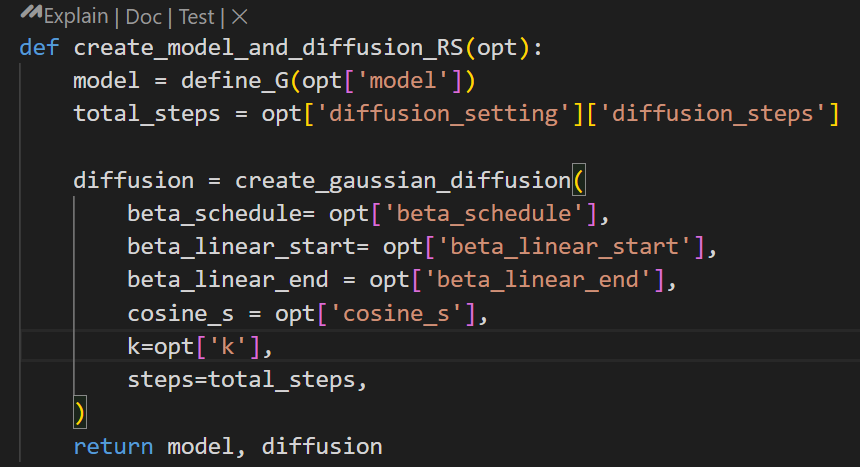 Explain | Doc | Test | ×
def create_model_and_diffusion_RS(opt):
    model = define_G(opt['model'])
    total_steps = opt['diffusion_setting']['diffusion_steps']
    diffusion = create_gaussian_diffusion(
        beta_schedule= opt['beta_schedule'],
        beta_linear_start= opt['beta_linear_start'],
        beta_linear_end = opt['beta_linear_end'],
        cosine_s = opt['cosine_s'],
        k=opt['k'],
        steps=total_steps,
    )
    return model, diffusion